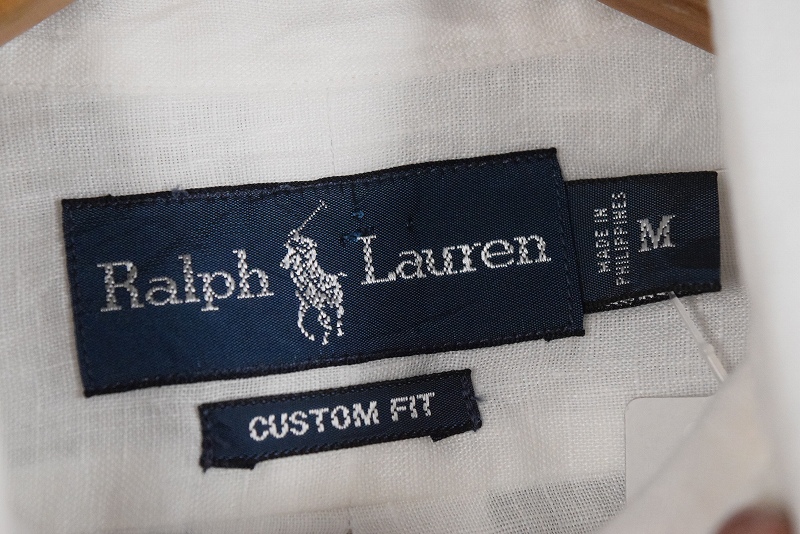 Ralph Lauren
MADE IN
PHILIPPINES
M
CUSTOM FIT